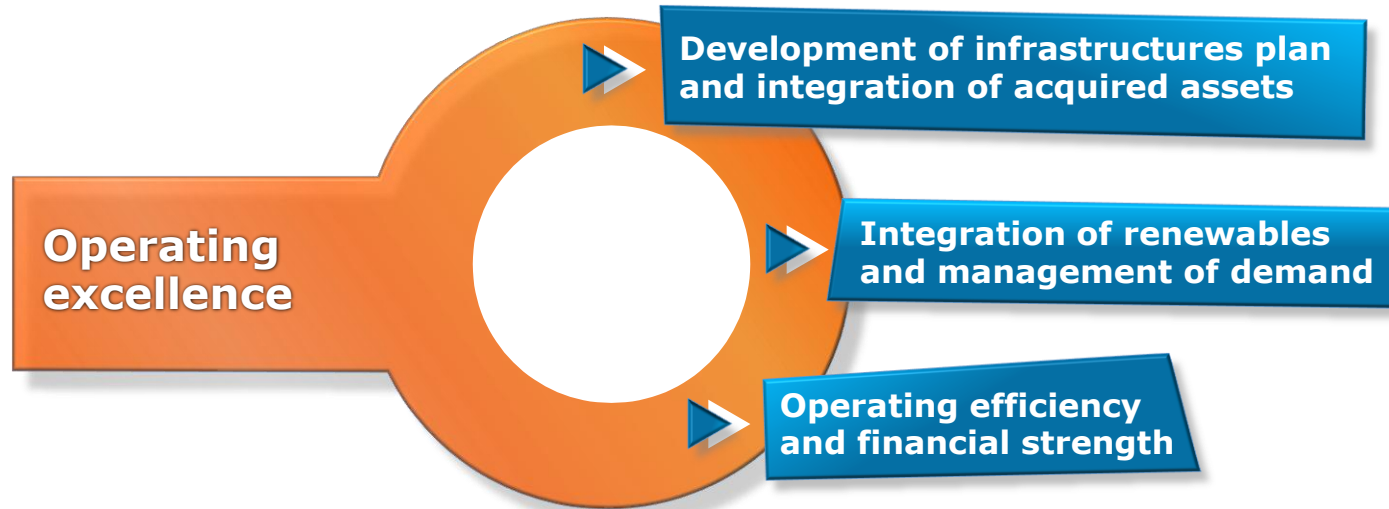 Development of infrastructures plan
and integration of acquired assets
Operating
excellence
Integration of renewables
and management of demand
Operating efficiency
and financial strength